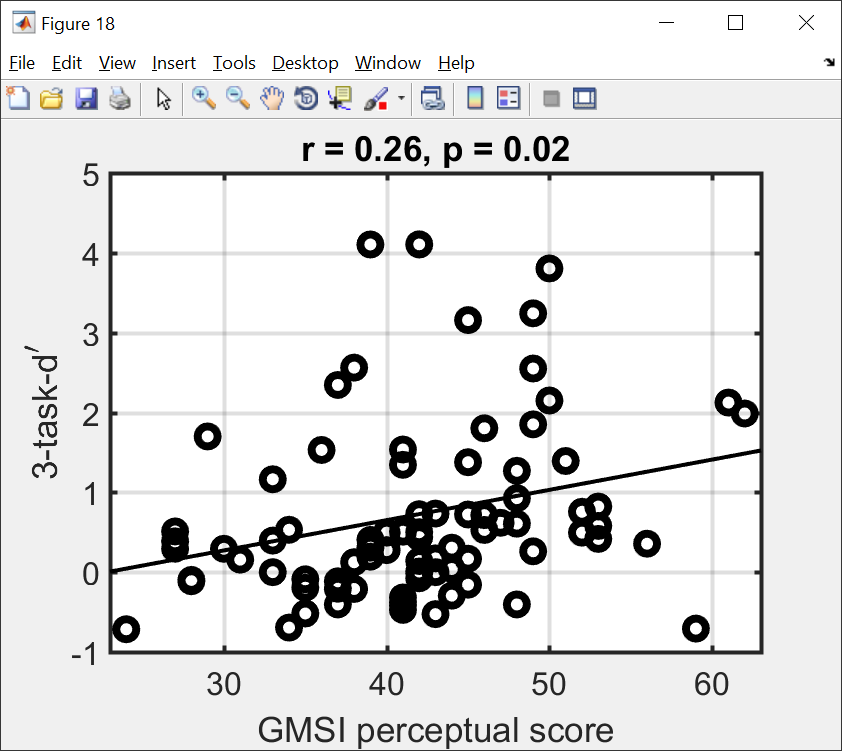 Figure 18
File Edit View Insert Tools Desktop Window Help
r = 0.26, p = 0.02
5
4
3
2
1
0
-1
3-task-d′
30 40 50 60
GMSI perceptual score